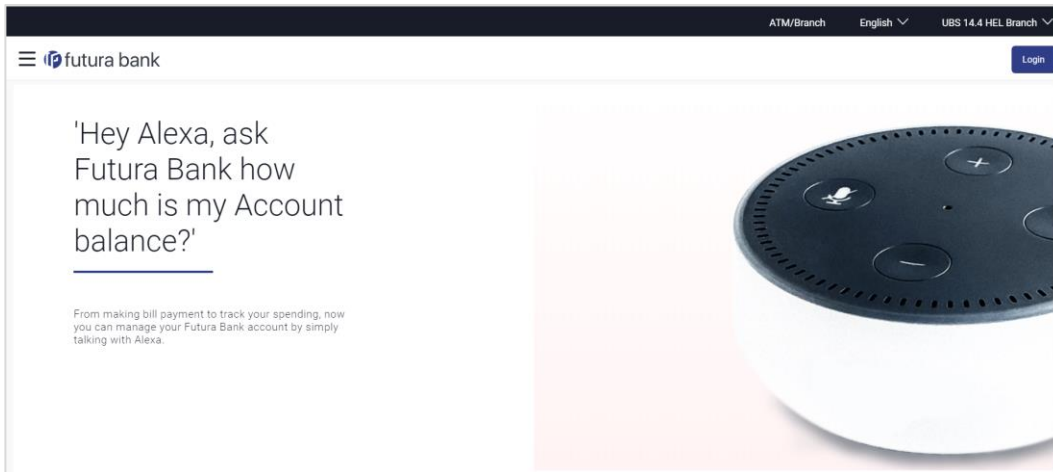 ATM/Branch English UBS 14.4 HEL Branch
futura bank
Login
'Hey Alexa, ask
Futura Bank how
much is my Account
balance?'
From making bill payment to track your spending, now
you can manage your Futura Bank account by simply
talking with Alexa.